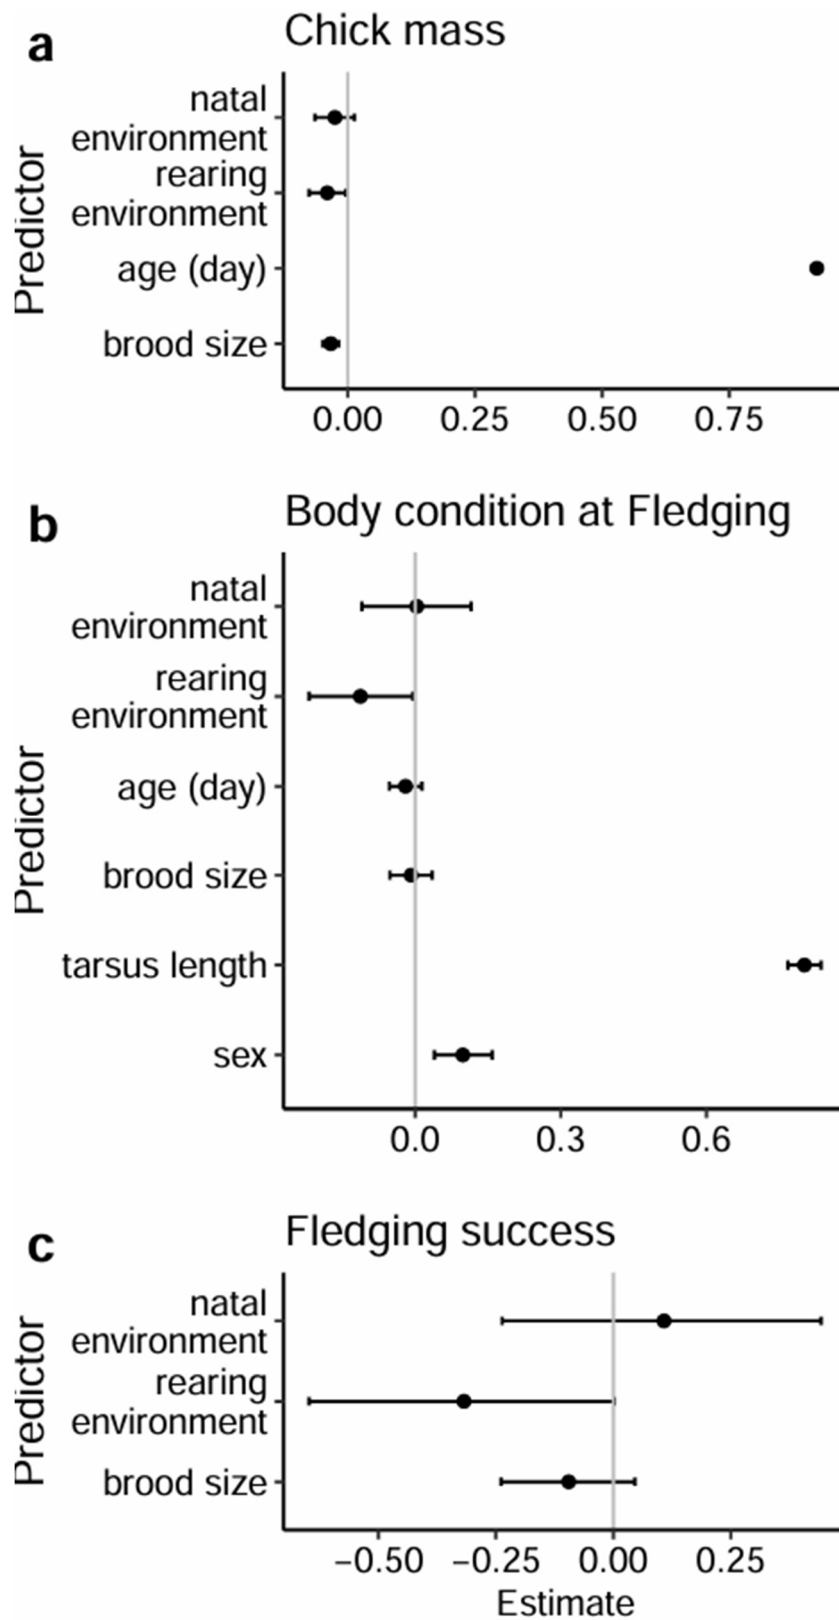 a
Chick mass
Predictor
natal
environment
rearing
environment
age (day)
brood size
0.00 0.25 0.50 0.75
b
Body condition at Fledging
Predictor
natal
environment
rearing
environment
age (day)
brood size
tarsus length
sex
0.0 0.3 0.6
c
Fledging success
Predictor
natal
environment
rearing
environment
brood size
−0.50 −0.25 0.00 0.25
Estimate